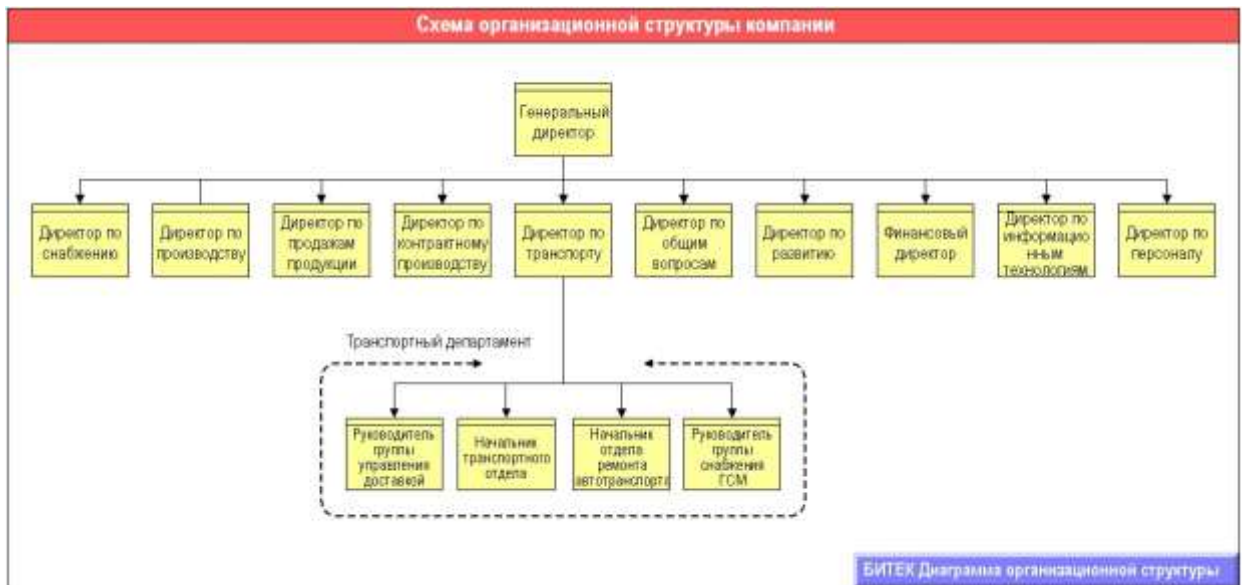 Схема организационной структуры компании
Генеральный
директор
Директор по
снабжению
Директор по
производству
Директор по
продажам
продукции
Директор по
контрактному
производству
Директор по
транспорту
Директор по
общим
вопросам
Директор по
развитию
Финансовый
директор
Директор по
информацио
нным
технологиям
Директор по
персоналу
Транспортный департамент
Руководитель
группы
управления
доставкой
Начальник
транспортного
отдела
Начальник
отдела
ремонта
автотранспорта
Руководитель
группы
снабжения
ГСМ
БИТЕК Диаграмма организационной структуры